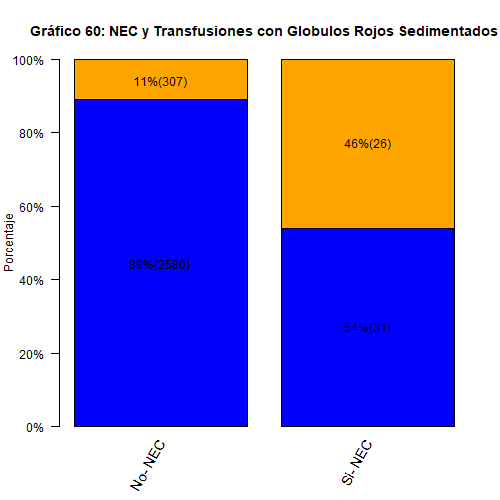 Gráfico 60: NEC y Transfusiones con Globulos Rojos Sedimentados
Porcentaje
100%
80%
60%
40%
20%
0%
11%(307)
89%(2580)
46%(26)
54%(31)
No- NEC
Si- NEC